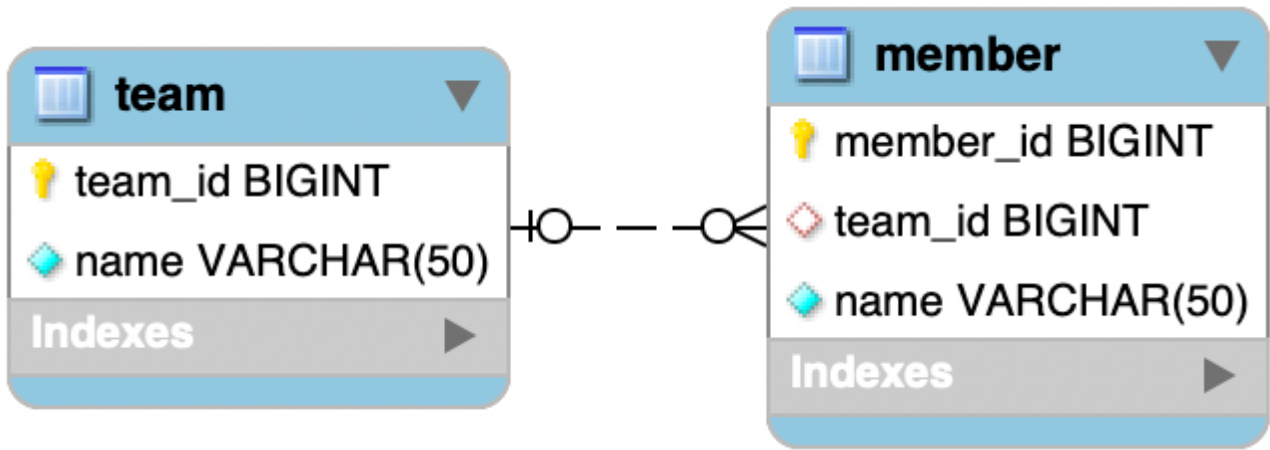 team
team_id BIGINT
name VARCHAR(50)
Indexes
member
member_id BIGINT
team_id BIGINT
name VARCHAR(50)
Indexes